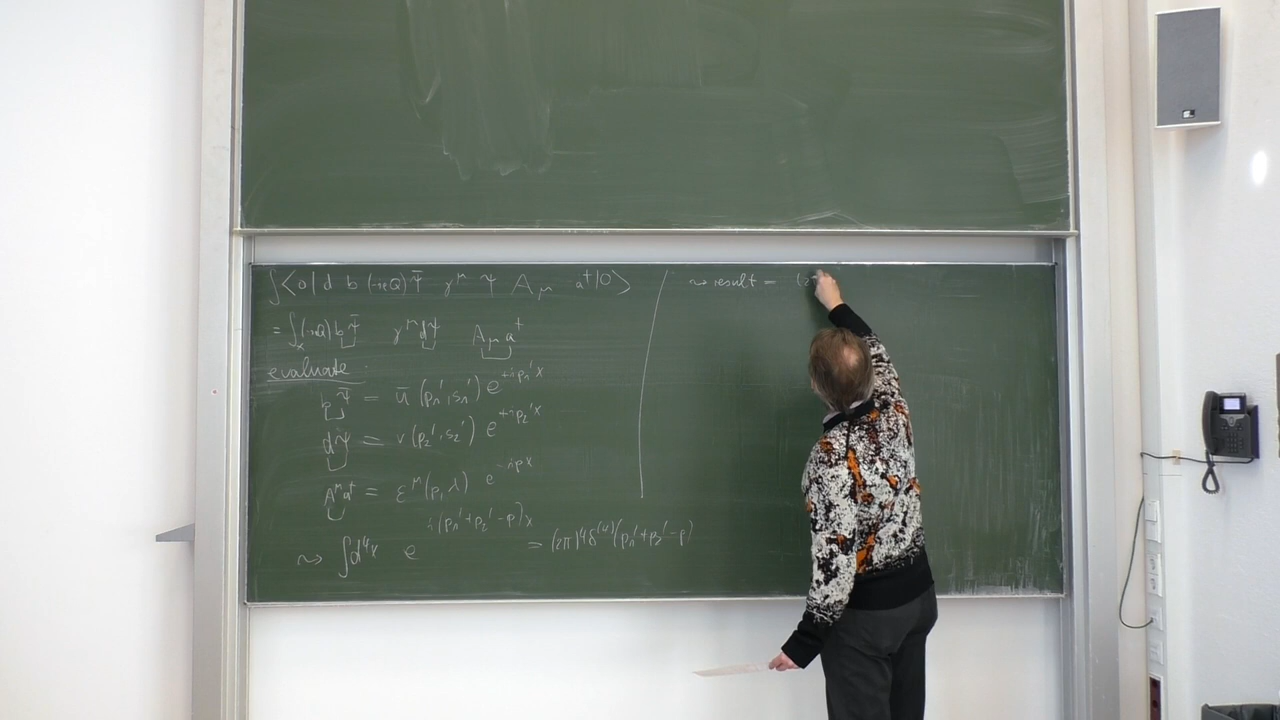 ∫<0| d b (-ieQ) ψ̄ γ^μ ψ A_μ a†|0>
= ∫_x (-ieQ) b ψ̄ γ^μ d ψ A_μ a†
evaluate
b ψ̄ = ū(p₁', s₁') e^{+ip₁'x}
d ψ = v(p₂', s₂') e^{+ip₂'x}
A^μ a† = ε^μ(p, λ) e^{-ipx}
⇝ ∫d⁴x e^{i(p₁'+p₂'-p)x} = (2π)⁴ δ⁽⁴⁾(p₁'+p₂'-p)
⇝ result = (2π